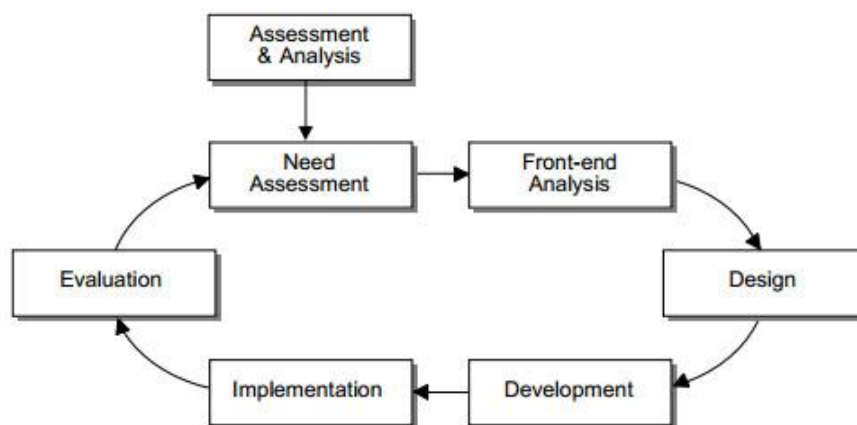 Assessment
& Analysis
Need
Assessment
Front-end
Analysis
Evaluation
Design
Implementation
Development